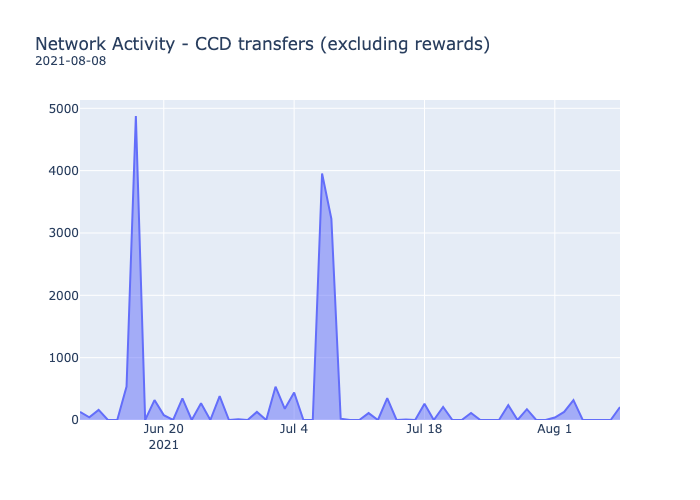 Network Activity - CCD transfers (excluding rewards)
2021-08-08
5000
4000
3000
2000
1000
0
Jun 20
2021
Jul 4
Jul 18
Aug 1